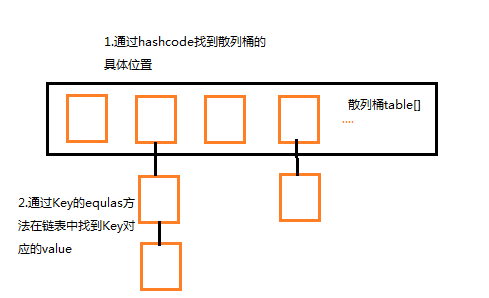 1.通过hashcode找到散列桶的
具体位置
散列桶table[]
....
2.通过Key的equlas方
法在链表中找到Key对
应的value